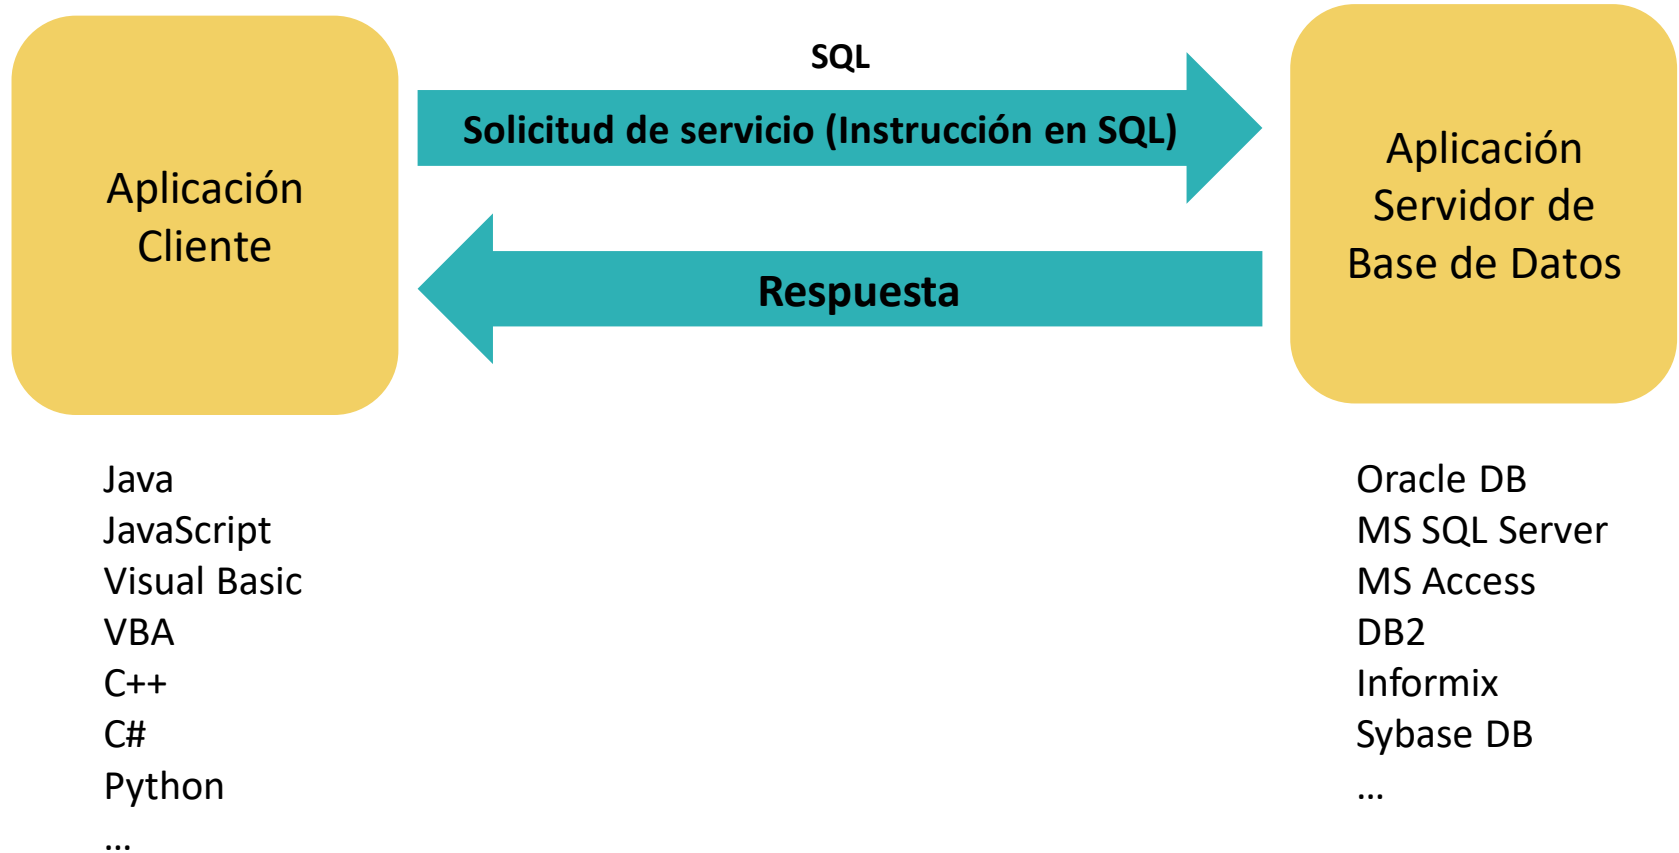 SQL
Solicitud de servicio (Instrucción en SQL)
Respuesta
Aplicación
Cliente
Aplicación
Servidor de
Base de Datos
Java
JavaScript
Visual Basic
VBA
C++
C#
Python
...
Oracle DB
MS SQL Server
MS Access
DB2
Informix
Sybase DB
...